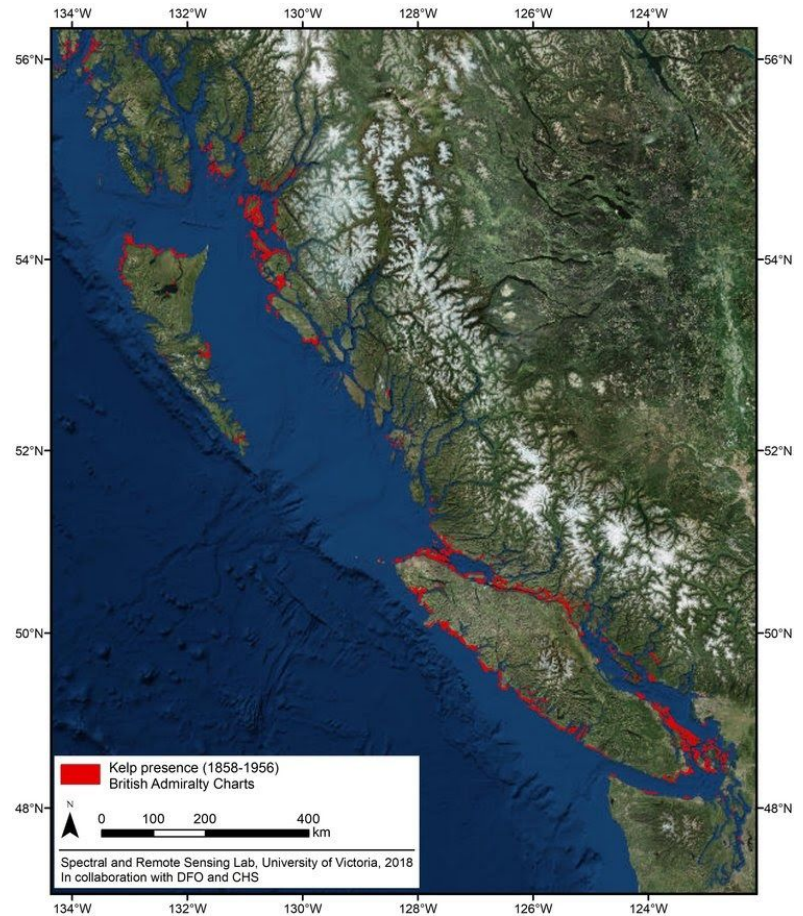 134°W 132°W 130°W 128°W 126°W 124°W
56°N 56°N
54°N 54°N
52°N 52°N
50°N 50°N
48°N 48°N
Kelp presence (1858-1956)
British Admiralty Charts
N
0 100 200 400
km
Spectral and Remote Sensing Lab, University of Victoria, 2018
In collaboration with DFO and CHS
134°W 132°W 130°W 128°W 126°W 124°W